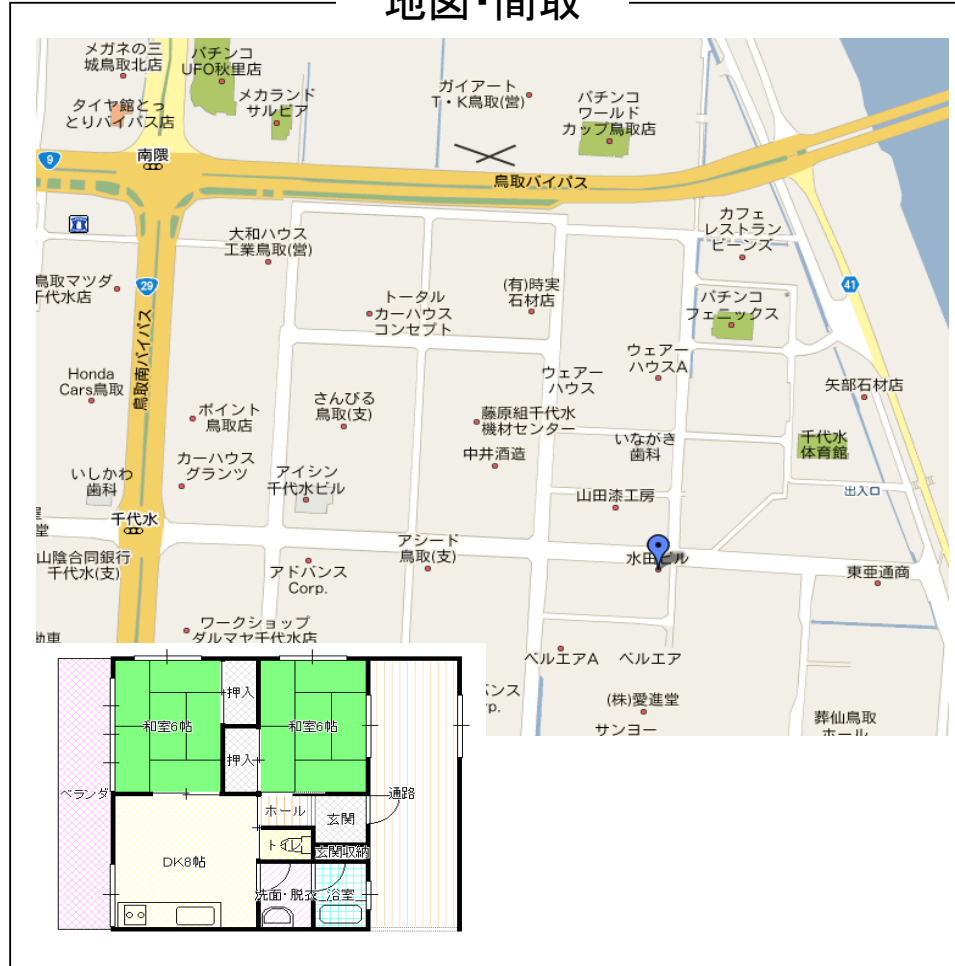 地図・間取
メガネの三
城鳥取北店
パチンコ
UFO秋里店
メカランド
サルビア
タイヤ館とっ
とりバイパス店
ガイアート
T・K鳥取(営)
パチンコ
ワールド
カップ鳥取店
9
南隈
鳥取バイパス
大和ハウス
工業鳥取(営)
カフェ
レストラン
ビーンズ
鳥取マツダ
千代水店
29
鳥取南バイパス
トータル
カーハウス
コンセプト
(有)時実
石材店
41
パチンコ
フェニックス
Honda
Cars鳥取
ポイント
鳥取店
さんびる
鳥取(支)
ウェアー
ハウス
ウェアー
ハウスA
矢部石材店
藤原組千代水
機材センター
中井酒造
いながき
歯科
千代水
体育館
いしかわ
歯科
カーハウス
グランツ
アイシン
千代水ビル
山田漆工房
出入口
堂
千代水
山陰合同銀行
千代水(支)
アドバンス
Corp.
アシード
鳥取(支)
水田ビル
東亜通商
動車
ワークショップ
ダルマヤ千代水店
ベルエアA
ベルエア
バンス
rp.
(株)愛進堂
サンヨー
葬仙鳥取
ホール
和室6帖
押入
和室6帖
押入
ベランダ
ホール
玄関
通路
トイレ
玄関収納
DK8帖
洗面・脱衣
浴室